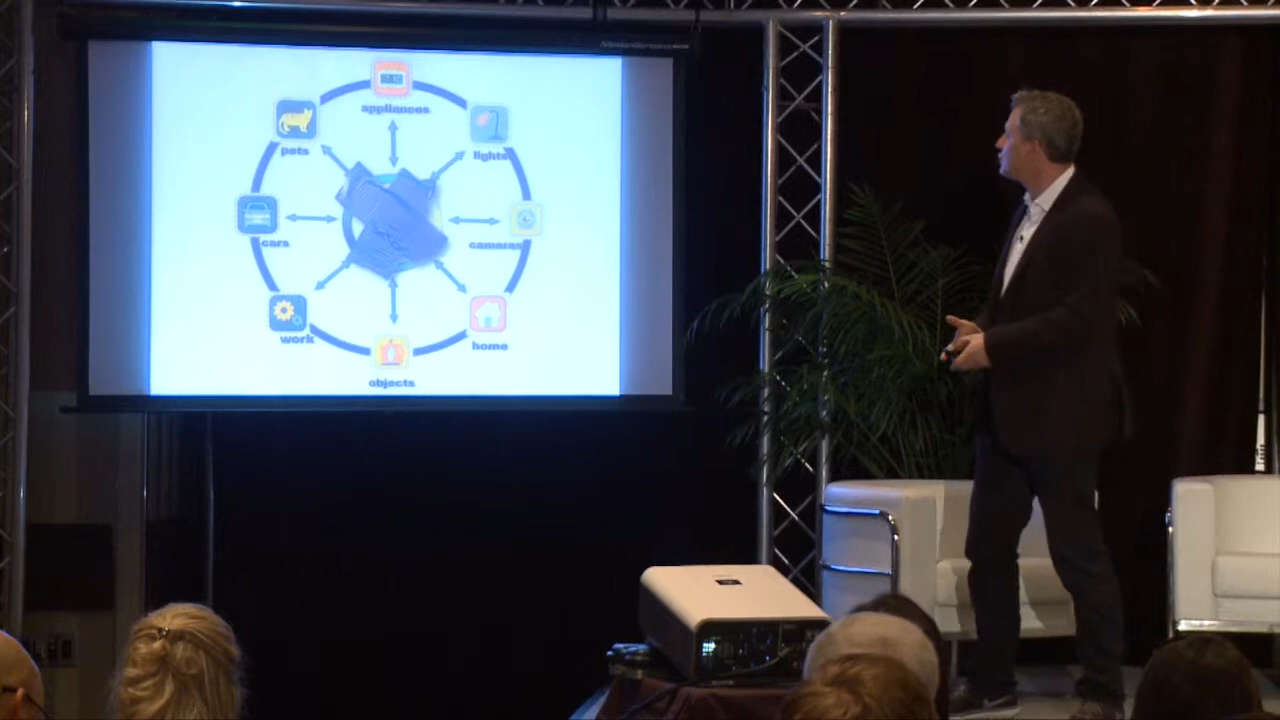 appliances
pets
lights
cars
cameras
work
home
objects